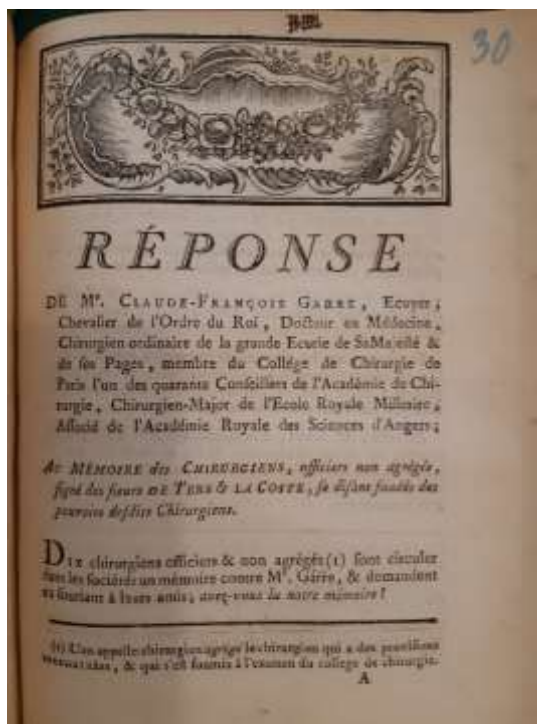 30
RÉPONSE
DE Mᵉ. CLAUDE-FRANÇOIS GARRE, Ecuyer,
Chevalier de l'Ordre du Roi, Docteur en Médecine,
Chirurgien ordinaire de la grande Ecurie de Sa Majesté &
de ses Pages, membre du Collége de Chirurgie de
Paris l'un des quarante Conseillers de l'Académie de Chi-
rurgie, Chirurgien-Major de l'Ecole Royale Militaire,
Associé de l'Académie Royale des Sciences d'Angers;
AU MÉMOIRE des CHIRURGIENS, officiers non agrégés,
signé des sieurs DE TERS & LA COSTE, se disant fondés des
pouvoirs desdits Chirurgiens.
DIX chirurgiens officiers & non agrégés (1) font circuler
dans les sociétés un mémoire contre Mᵉ. Garre, & demandent
en souriant à leurs amis; avez-vous lu notre mémoire?
(1) L'on appelle chirurgien agrégé le chirurgien qui a des provisions
& qui s'est soumis à l'examen du college de chirurgie.
A